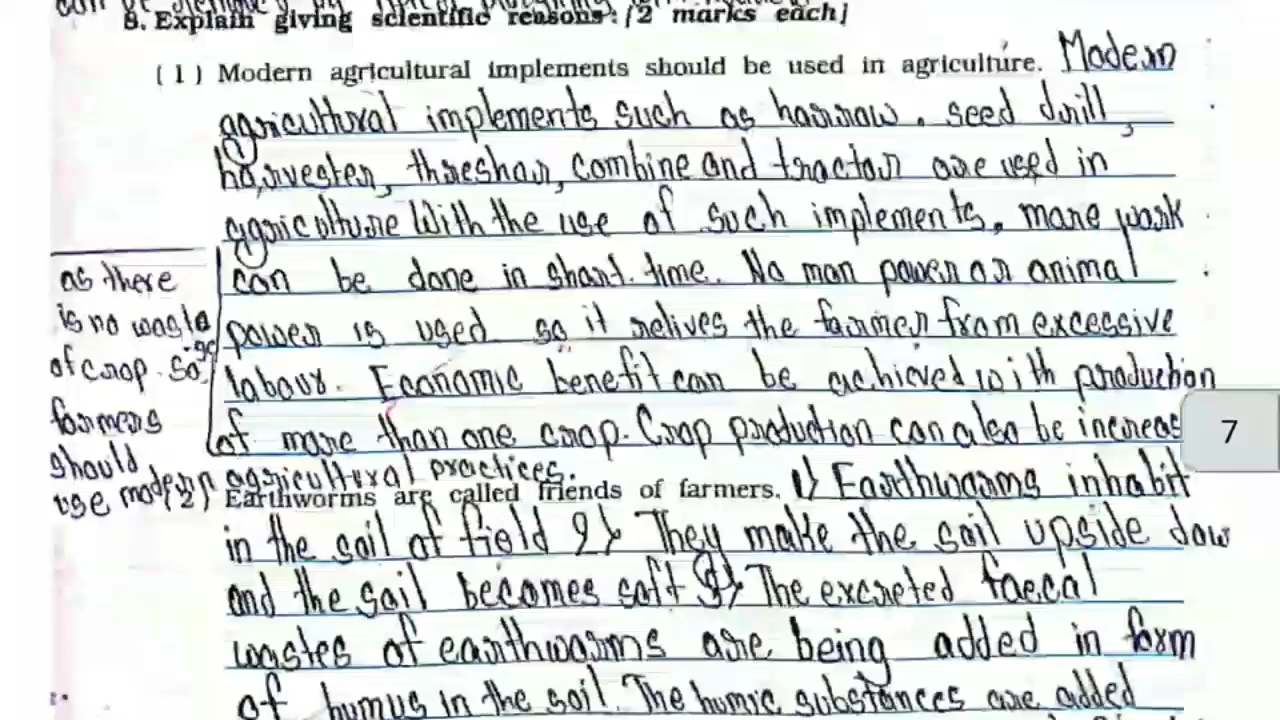 8. Explain giving scientific reasons: [2 marks each]
(1) Modern agricultural implements should be used in agriculture. Modern
agricultural implements such as harrow, seed drill,
harvester, threshar, combine and tractor are used in
agriculture With the use of such implements, more work
can be done in short time. No man power or animal
power is used so it relives the farmer from excessive
labour. Economic benefit can be achieved with production
of more than one crop. Crop production can also be increas
as there
is no waste
of crop. So,
farmers
should
use modern agricultural practices.
(2) Earthworms are called friends of farmers. 1) Earthworms inhabit
in the soil of field 2) They make the soil upside dow
and the soil becomes soft 3) The excreted faecal
wastes of earthworms are being added in form
of humus in the soil. The humic substances are added
7